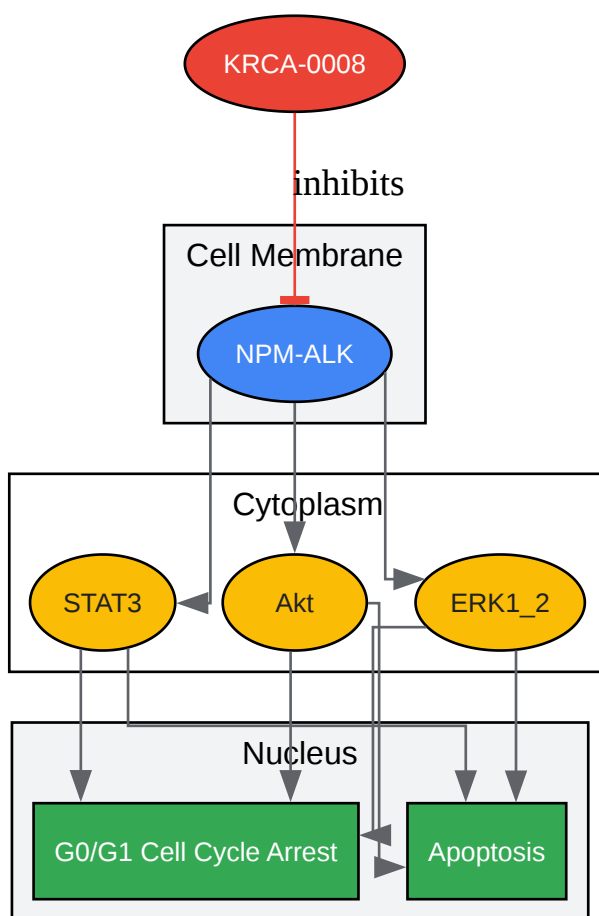 KRCA-0008
inhibits
Cell Membrane
NPM-ALK
Cytoplasm
STAT3
Akt
ERK1_2
Nucleus
G0/G1 Cell Cycle Arrest
Apoptosis